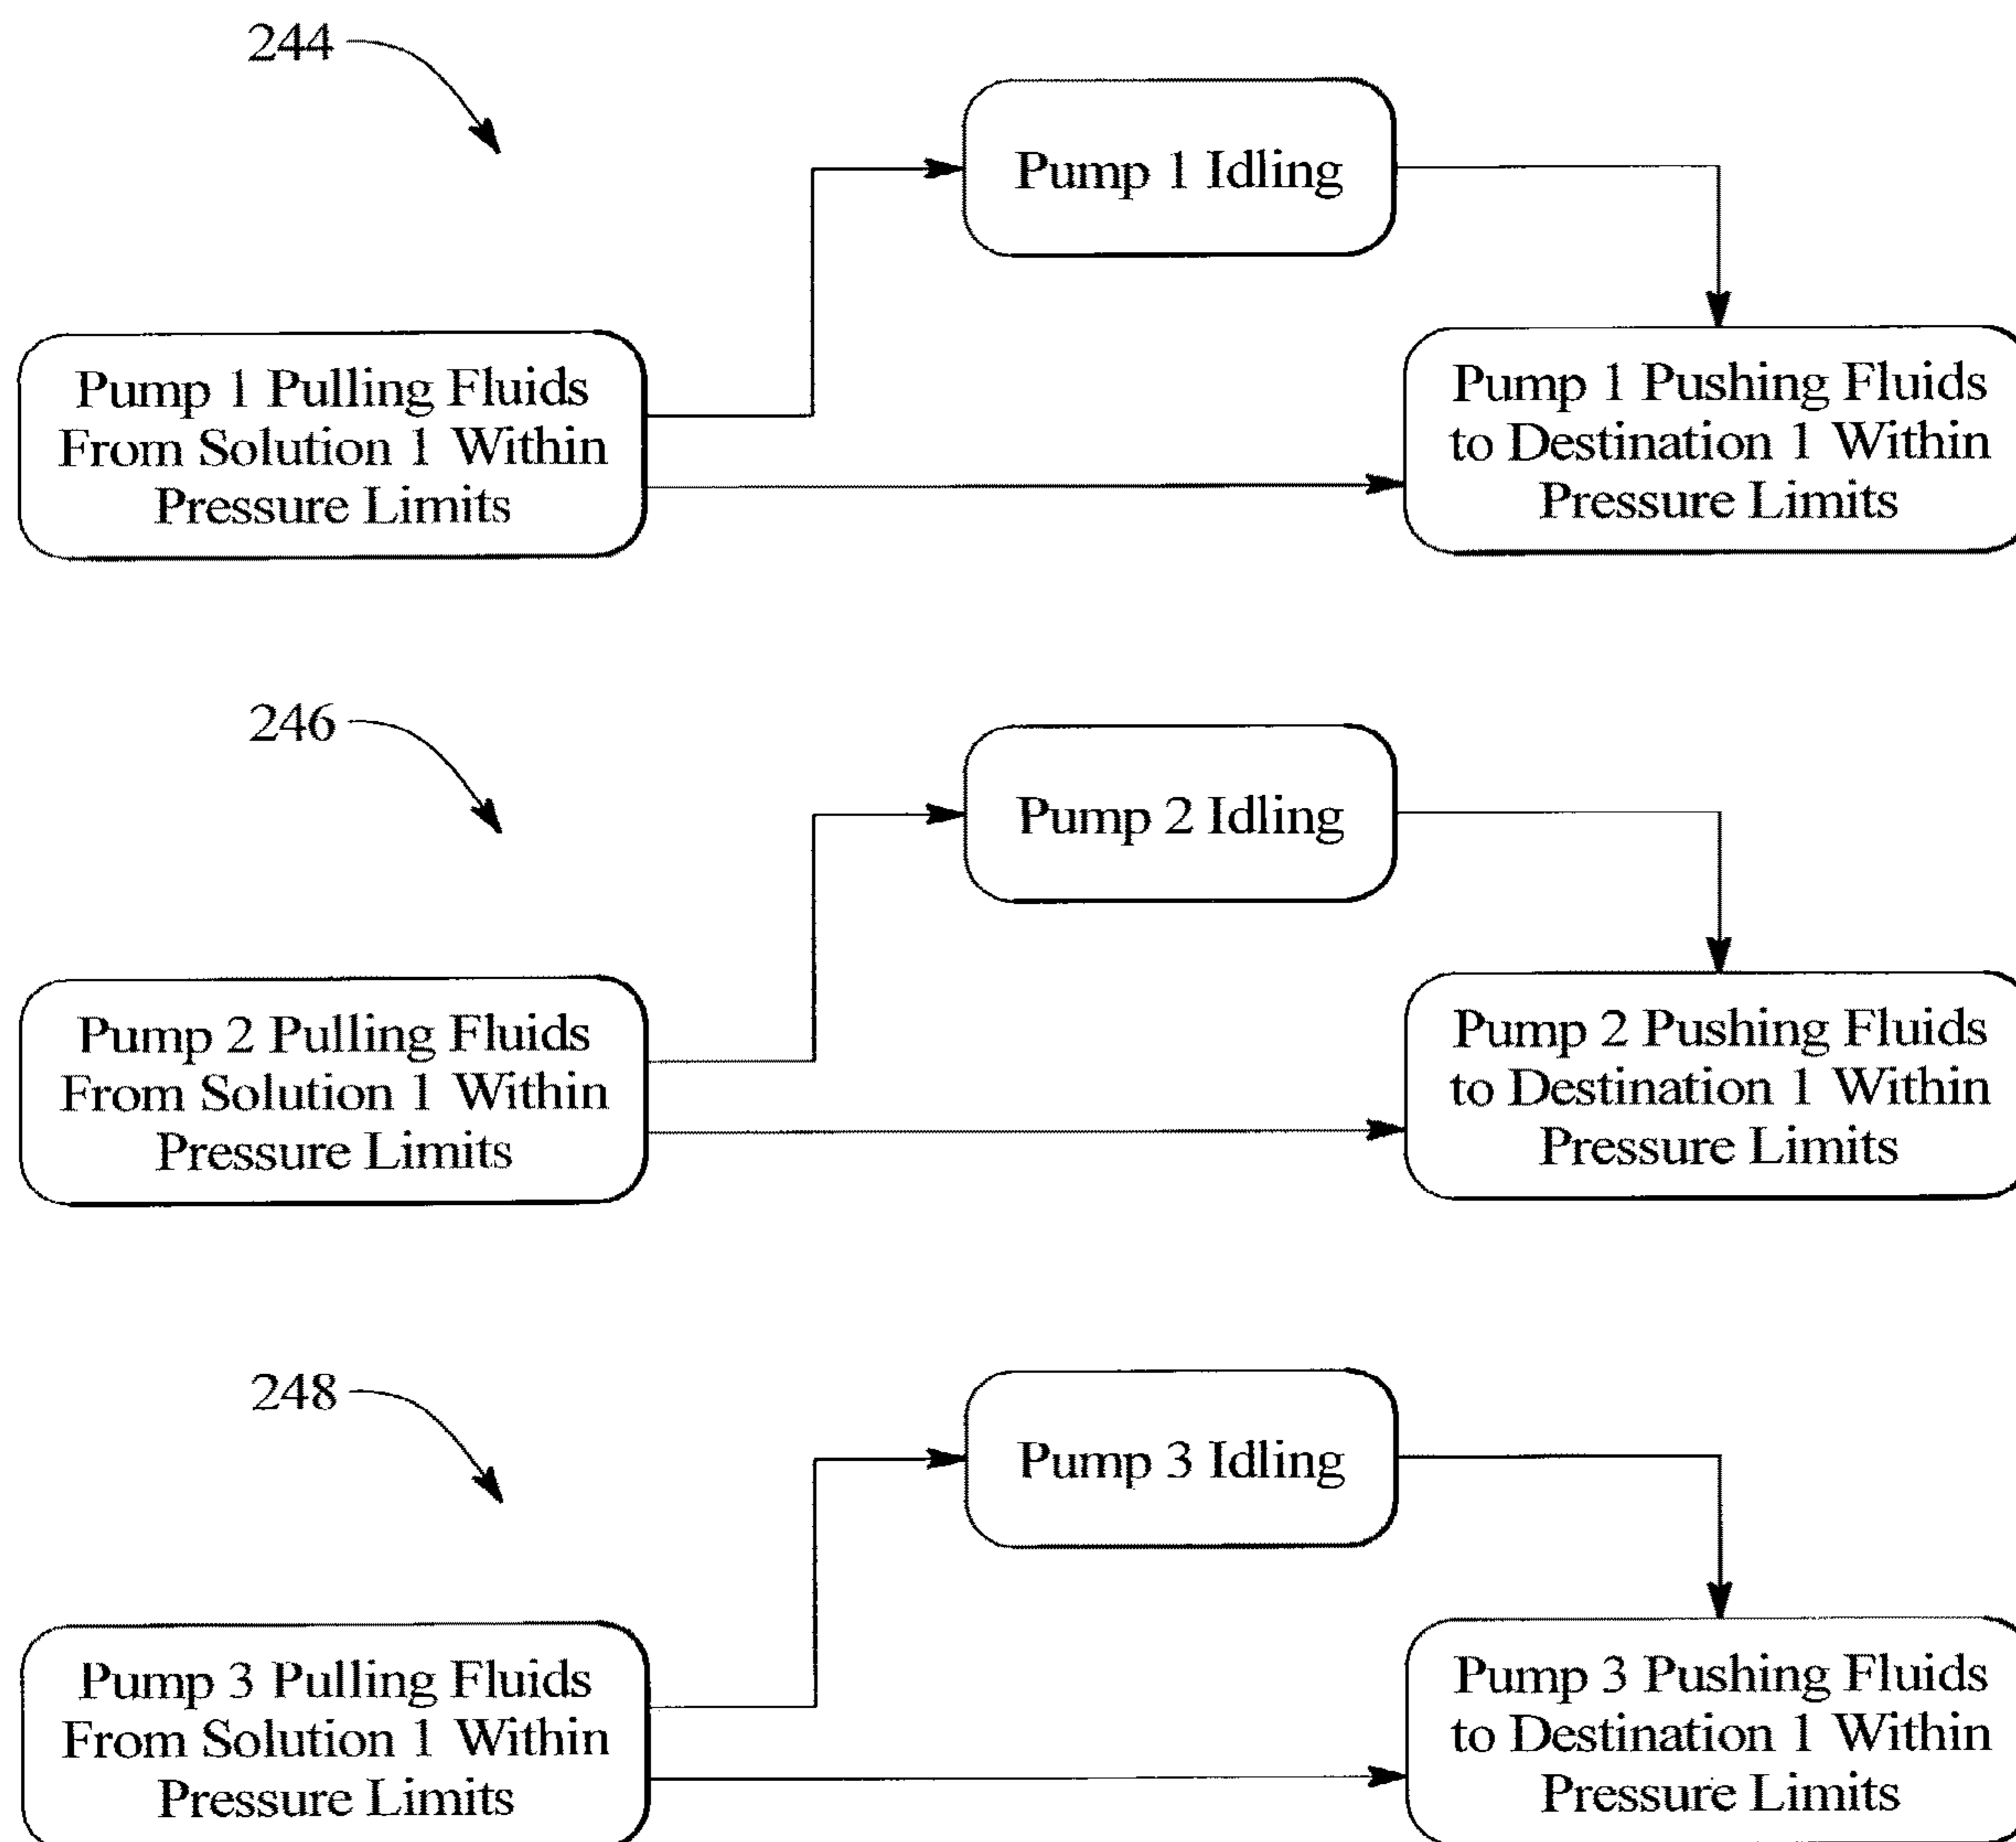 244
Pump 1 Idling
Pump 1 Pulling Fluids
From Solution 1 Within
Pressure Limits
Pump 1 Pushing Fluids
to Destination 1 Within
Pressure Limits
246
Pump 2 Idling
Pump 2 Pulling Fluids
From Solution 1 Within
Pressure Limits
Pump 2 Pushing Fluids
to Destination 1 Within
Pressure Limits
248
Pump 3 Idling
Pump 3 Pulling Fluids
From Solution 1 Within
Pressure Limits
Pump 3 Pushing Fluids
to Destination 1 Within
Pressure Limits